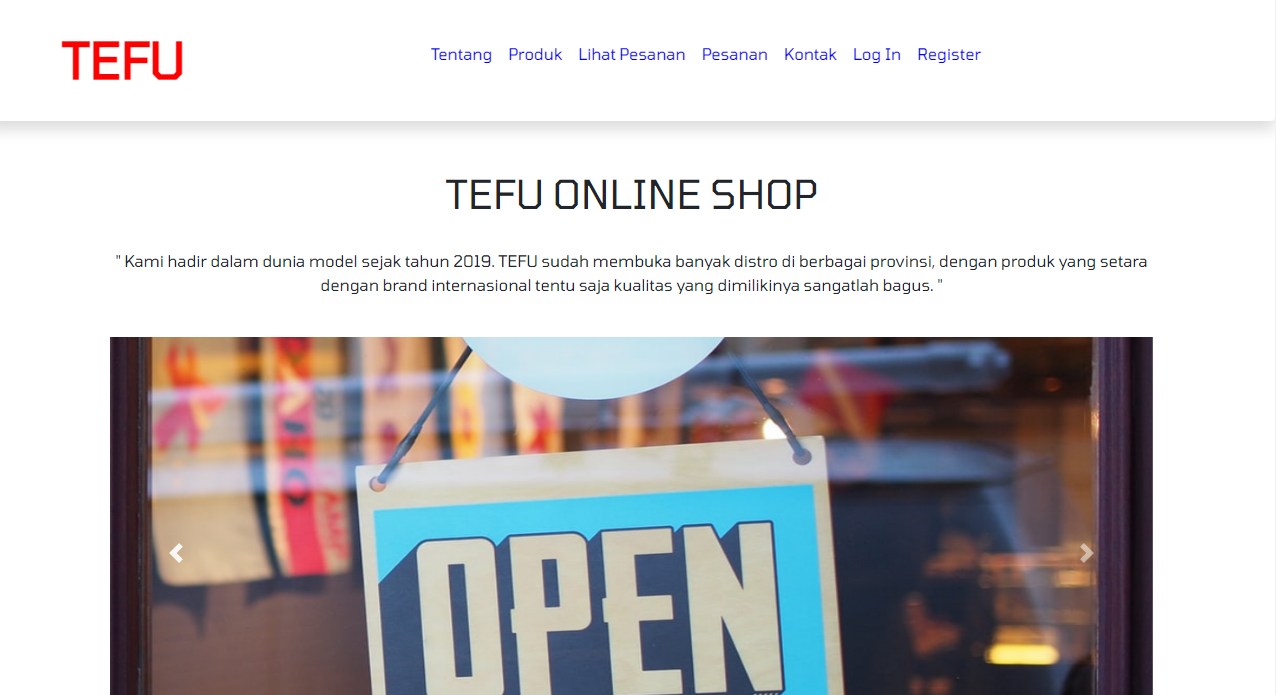 TEFU
Tentang Produk Lihat Pesanan Pesanan Kontak Log In Register
TEFU ONLINE SHOP
" Kami hadir dalam dunia model sejak tahun 2019. TEFU sudah membuka banyak distro di berbagai provinsi, dengan produk yang setara
dengan brand internasional tentu saja kualitas yang dimilikinya sangatlah bagus. "
OPEN